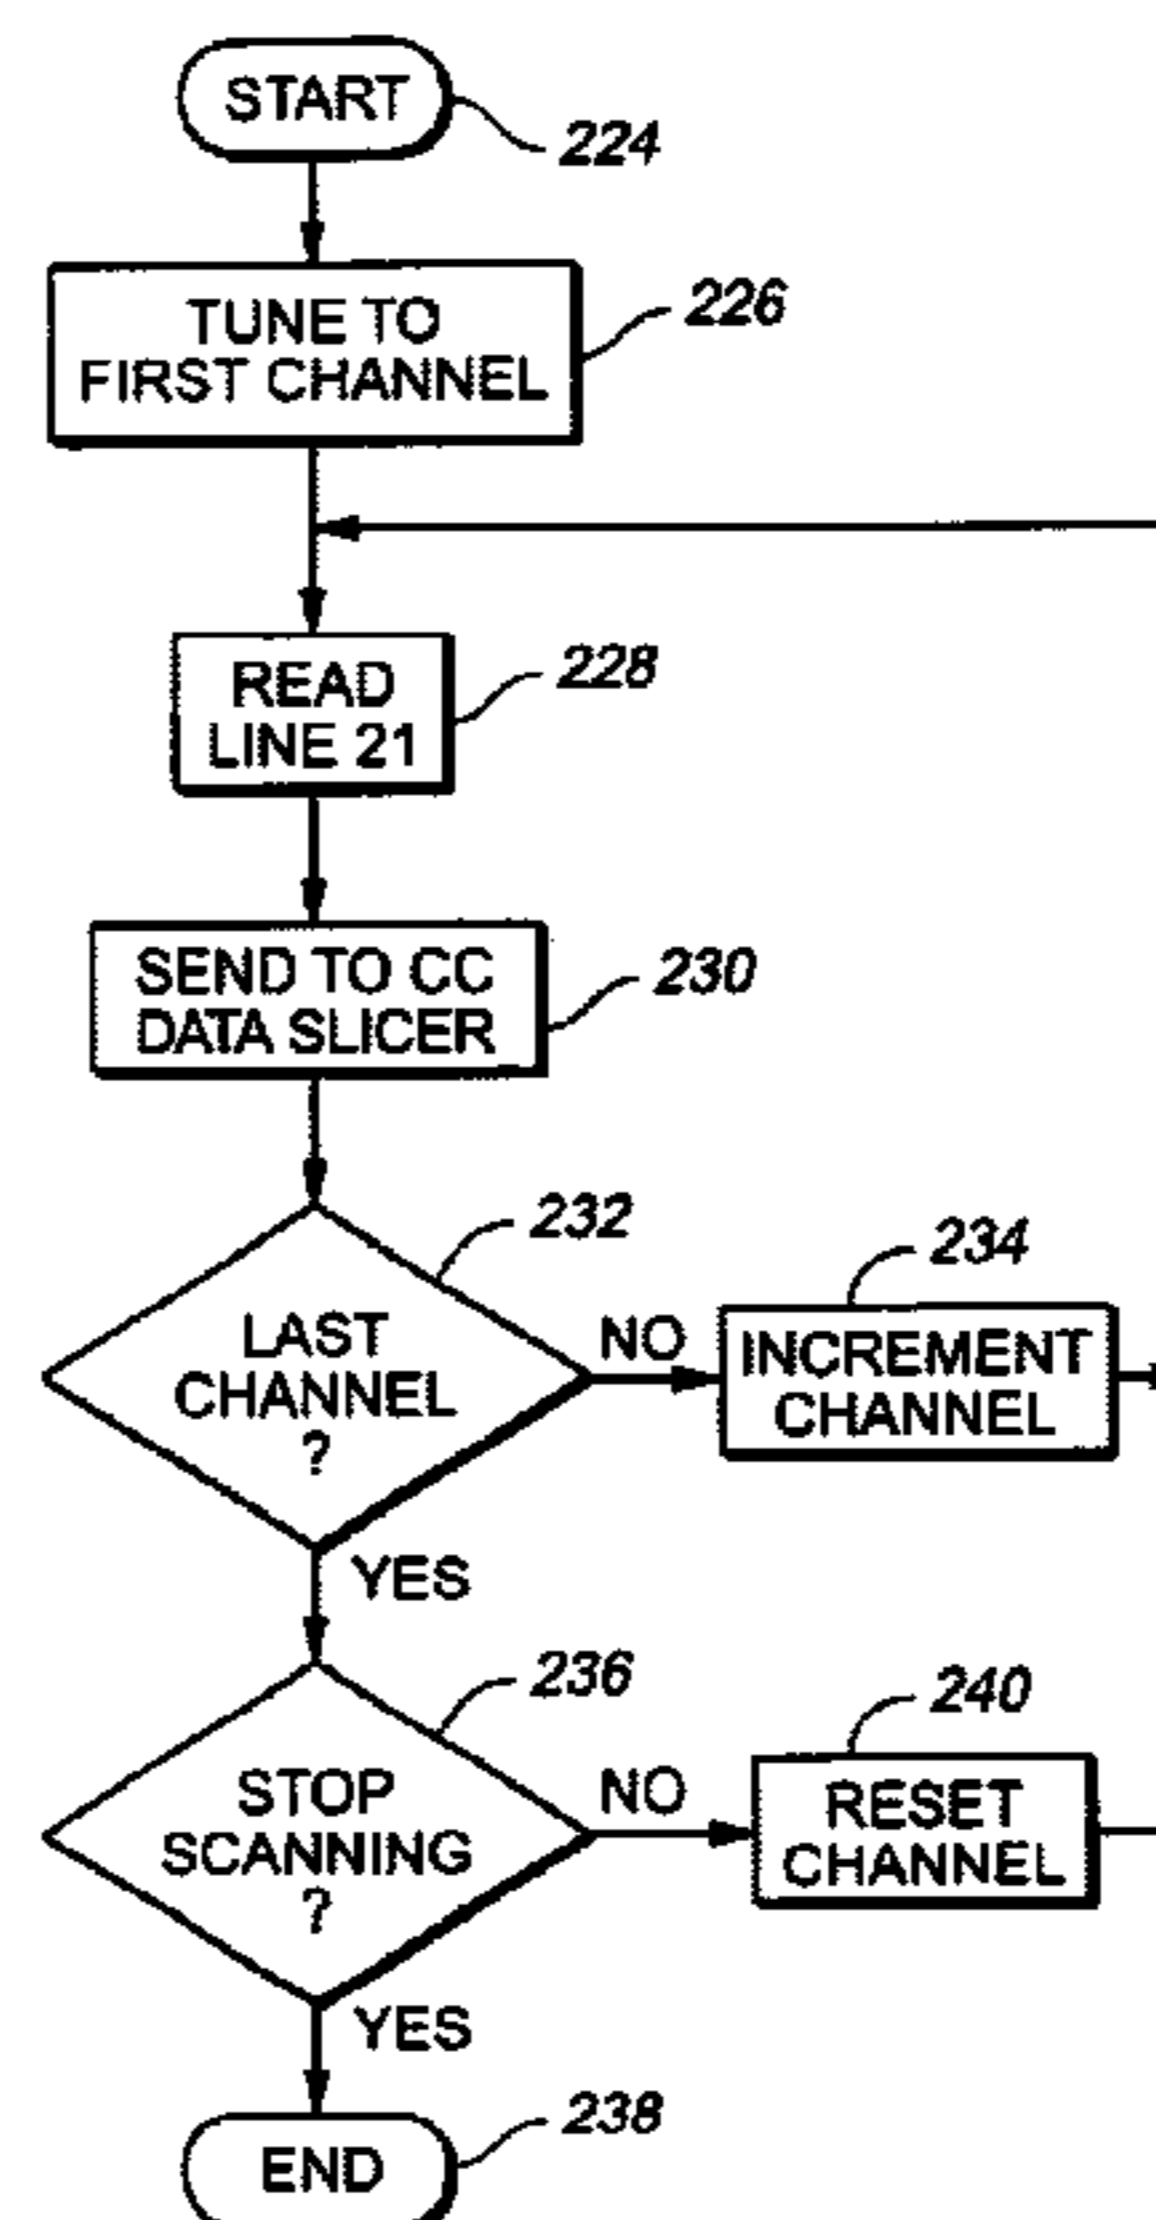 START
224
TUNE TO
FIRST CHANNEL
226
READ
LINE 21
228
SEND TO CC
DATA SLICER
230
LAST
CHANNEL
?
232
NO
INCREMENT
CHANNEL
234
YES
STOP
SCANNING
?
236
NO
RESET
CHANNEL
240
YES
END
238